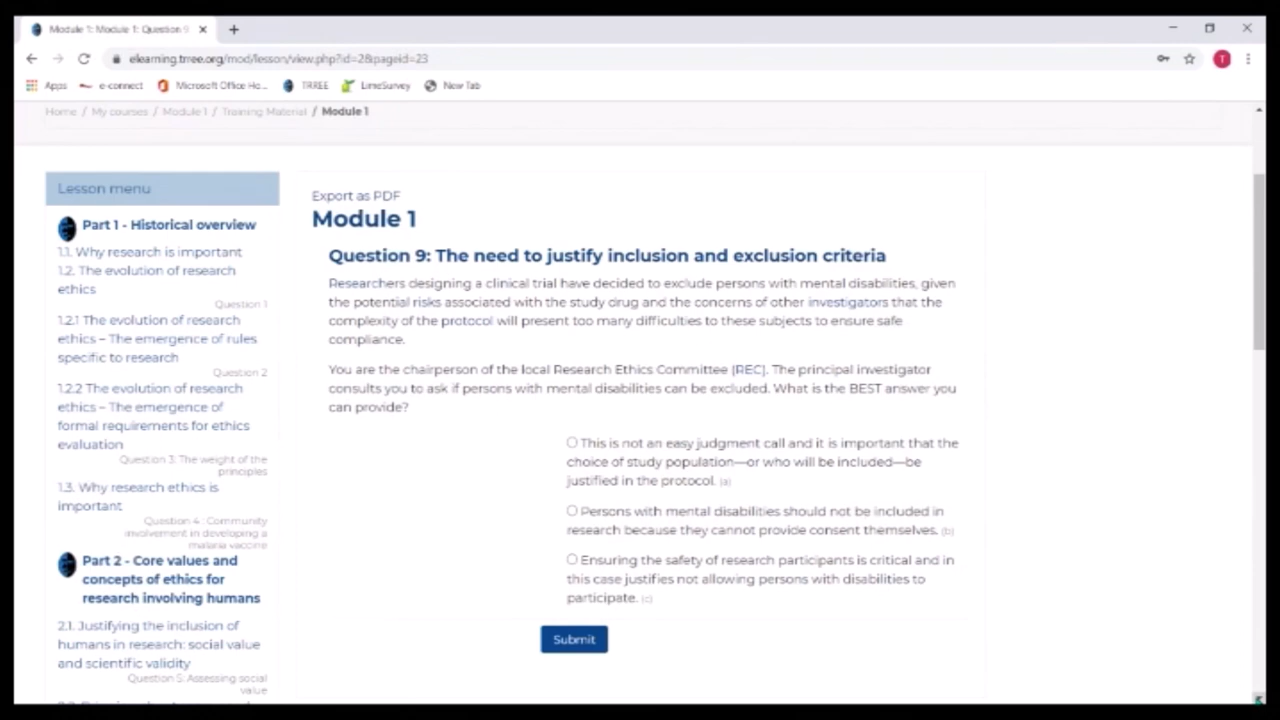 Module 1: Module 1: Question 9
elearning.trree.org/mod/lesson/view.php?id=2&pageid=23
T
Apps
e-connect
Microsoft Office Ho...
TRREE
LimeSurvey
New Tab
Home / My courses / Module 1 / Training Material / Module 1
Lesson menu
Part 1 - Historical overview
1.1. Why research is important
1.2. The evolution of research
ethics
Question 1
1.2.1 The evolution of research
ethics – The emergence of rules
specific to research
Question 2
1.2.2 The evolution of research
ethics – The emergence of
formal requirements for ethics
evaluation
Question 3: The weight of the
principles
1.3. Why research ethics is
important
Question 4 : Community
involvement in developing a
malaria vaccine
Part 2 - Core values and
concepts of ethics for
research involving humans
2.1. Justifying the inclusion of
humans in research: social value
and scientific validity
Question 5: Assessing social
value
Export as PDF
Module 1
Question 9: The need to justify inclusion and exclusion criteria
Researchers designing a clinical trial have decided to exclude persons with mental disabilities, given
the potential risks associated with the study drug and the concerns of other investigators that the
complexity of the protocol will present too many difficulties to these subjects to ensure safe
compliance.
You are the chairperson of the local Research Ethics Committee (REC). The principal investigator
consults you to ask if persons with mental disabilities can be excluded. What is the BEST answer you
can provide?
This is not an easy judgment call and it is important that the
choice of study population—or who will be included—be
justified in the protocol. (a)
Persons with mental disabilities should not be included in
research because they cannot provide consent themselves. (b)
Ensuring the safety of research participants is critical and in
this case justifies not allowing persons with disabilities to
participate. (c)
Submit